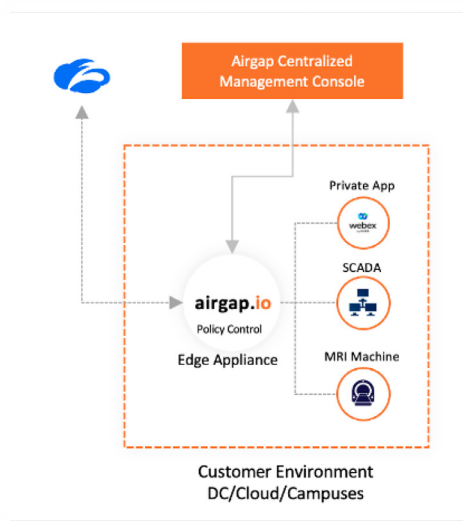 Airgap Centralized
Management Console
Private App
webex
SCADA
airgap.io
Policy Control
Edge Appliance
MRI Machine
Customer Environment
DC/Cloud/Campuses